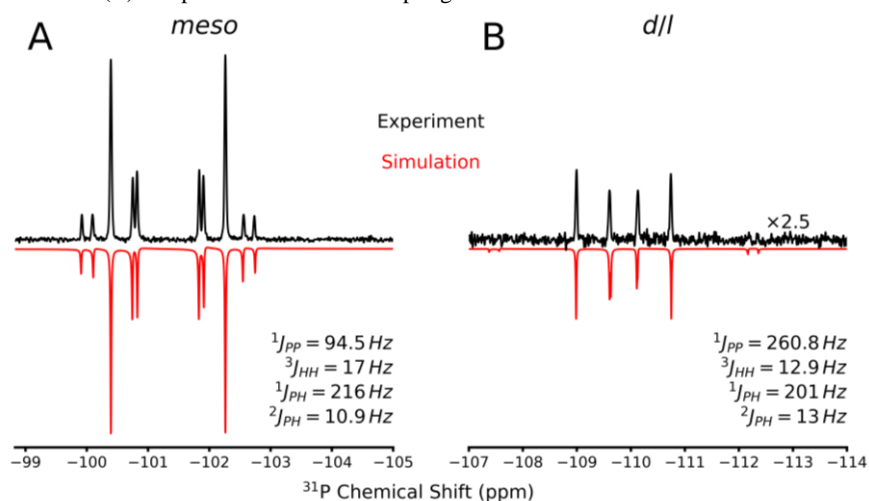 A
meso
B
d/l
Experiment
Simulation
×2.5
¹J_PP = 94.5 Hz
³J_HH = 17 Hz
¹J_PH = 216 Hz
²J_PH = 10.9 Hz
¹J_PP = 260.8 Hz
³J_HH = 12.9 Hz
¹J_PH = 201 Hz
²J_PH = 13 Hz
−99 −100 −101 −102 −103 −104 −105
−107 −108 −109 −110 −111 −112 −113 −114
³¹P Chemical Shift (ppm)